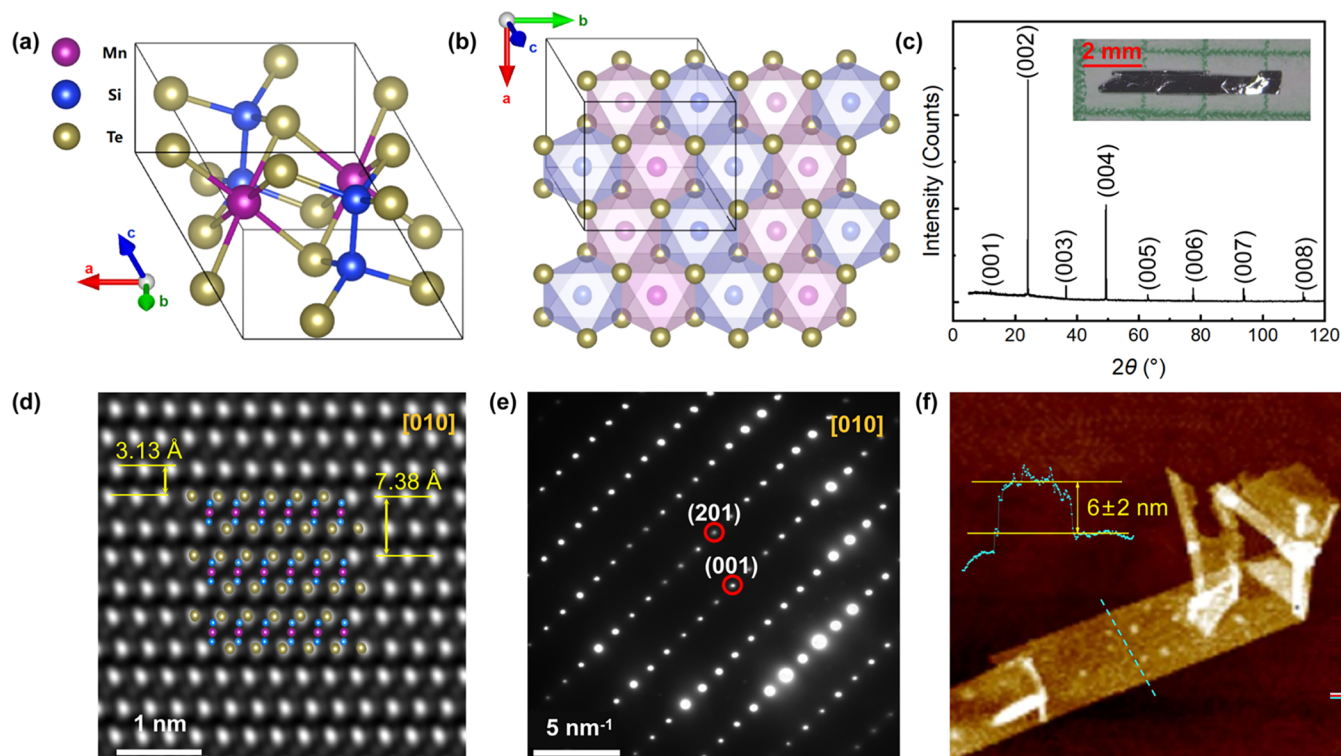 (a)
Mn
Si
Te
c
a
b
(b)
b
c
a
(c)
Intensity (Counts)
2 mm
(001)
(002)
(003)
(004)
(005)
(006)
(007)
(008)
0 20 40 60 80 100 120
2θ (°)
(d)
[010]
3.13 Å
7.38 Å
1 nm
(e)
[010]
(201)
(001)
5 nm⁻¹
(f)
6±2 nm